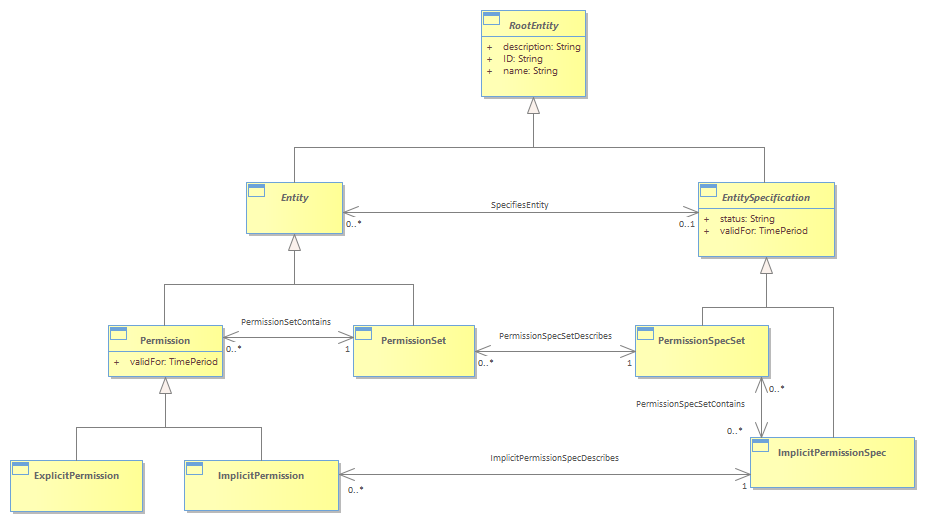 RootEntity
+ description: String
+ ID: String
+ name: String
Entity
EntitySpecification
+ status: String
+ validFor: TimePeriod
SpecifiesEntity
0..*
0..1
Permission
+ validFor: TimePeriod
PermissionSetContains
0..*
1
PermissionSet
PermissionSpecSetDescribes
0..*
1
PermissionSpecSet
0..*
PermissionSpecSetContains
0..*
ExplicitPermission
ImplicitPermission
ImplicitPermissionSpecDescribes
0..*
1
ImplicitPermissionSpec